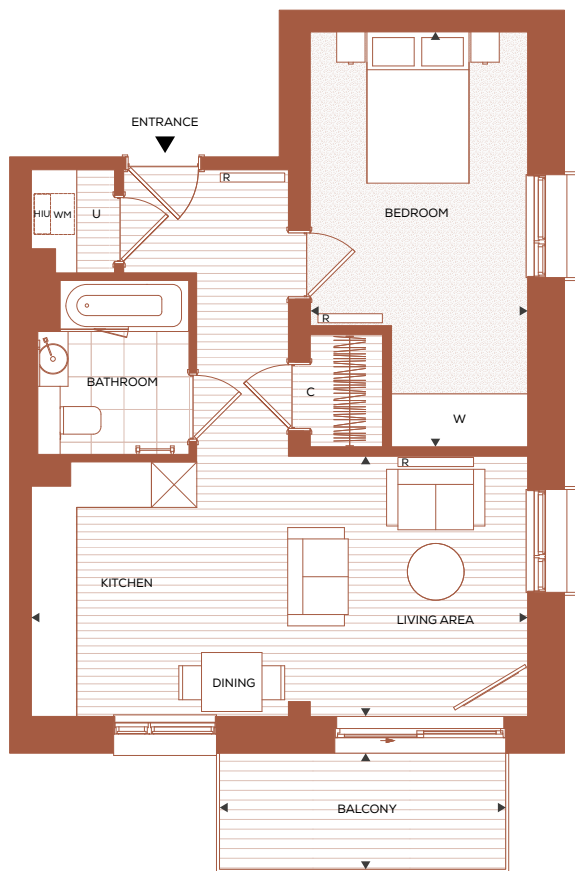 ENTRANCE
R
HIU
WM
U
BEDROOM
R
BATHROOM
C
W
R
KITCHEN
LIVING AREA
DINING
BALCONY